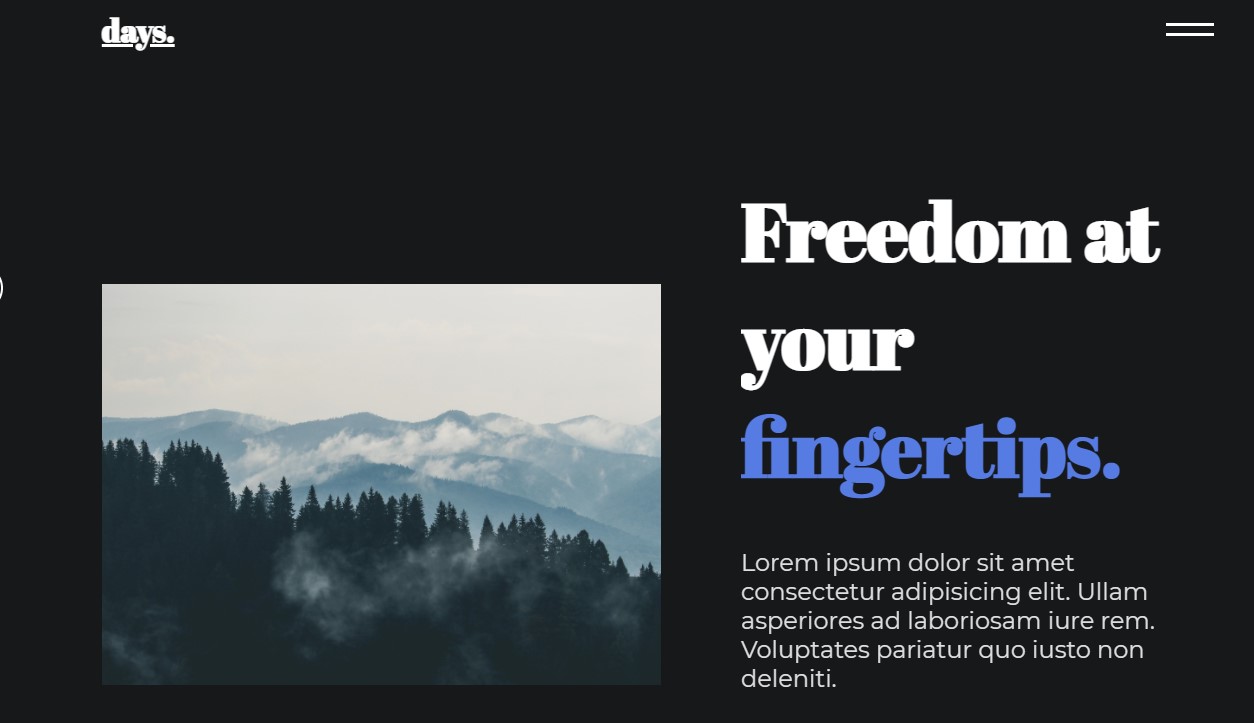 days.
Freedom at
your
fingertips.
Lorem ipsum dolor sit amet
consectetur adipisicing elit. Ullam
asperiores ad laboriosam iure rem.
Voluptates pariatur quo iusto non
deleniti.